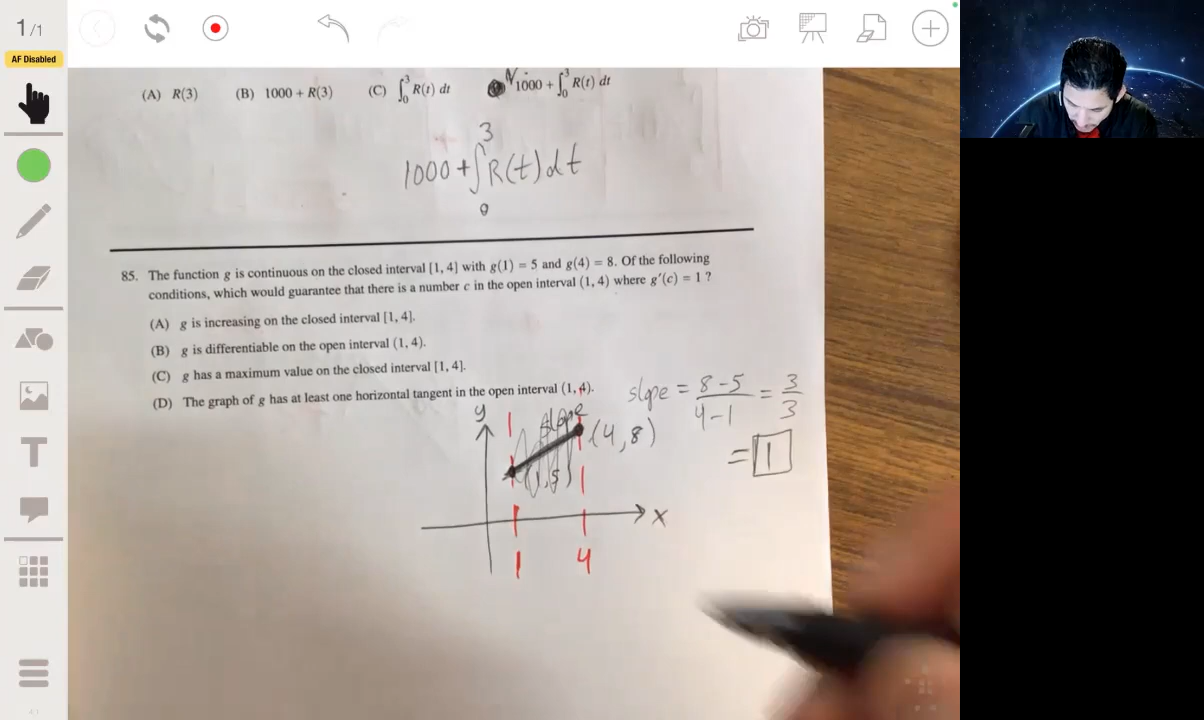 1/1
AF Disabled
(A) R(3) (B) 1000 + R(3) (C) ∫₀³ R(t) dt 1000 + ∫₀³ R(t) dt
1000 + ∫₀³ R(t) dt
85. The function g is continuous on the closed interval [1, 4] with g(1) = 5 and g(4) = 8. Of the following
conditions, which would guarantee that there is a number c in the open interval (1, 4) where g′(c) = 1 ?
(A) g is increasing on the closed interval [1, 4].
(B) g is differentiable on the open interval (1, 4).
(C) g has a maximum value on the closed interval [1, 4].
(D) The graph of g has at least one horizontal tangent in the open interval (1, 4).
slope = 8-5/4-1 = 3/3
= 1
y
slope
(4,8)
(1,5)
x
1 4
T